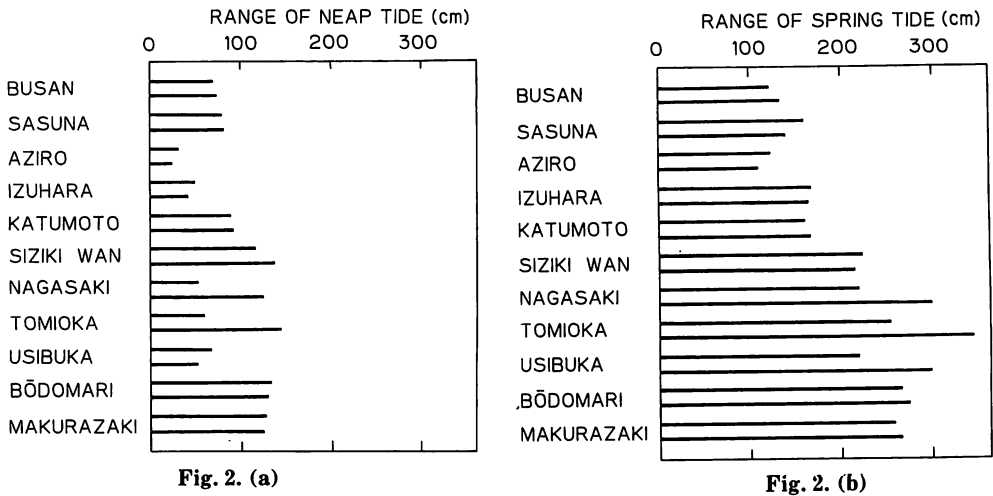 RANGE OF NEAP TIDE (cm)
0 100 200 300
BUSAN
SASUNA
AZIRO
IZUHARA
KATUMOTO
SIZIKI WAN
NAGASAKI
TOMIOKA
USIBUKA
BŌDOMARI
MAKURAZAKI
Fig. 2. (a)
RANGE OF SPRING TIDE (cm)
0 100 200 300
BUSAN
SASUNA
AZIRO
IZUHARA
KATUMOTO
SIZIKI WAN
NAGASAKI
TOMIOKA
USIBUKA
BŌDOMARI
MAKURAZAKI
Fig. 2. (b)